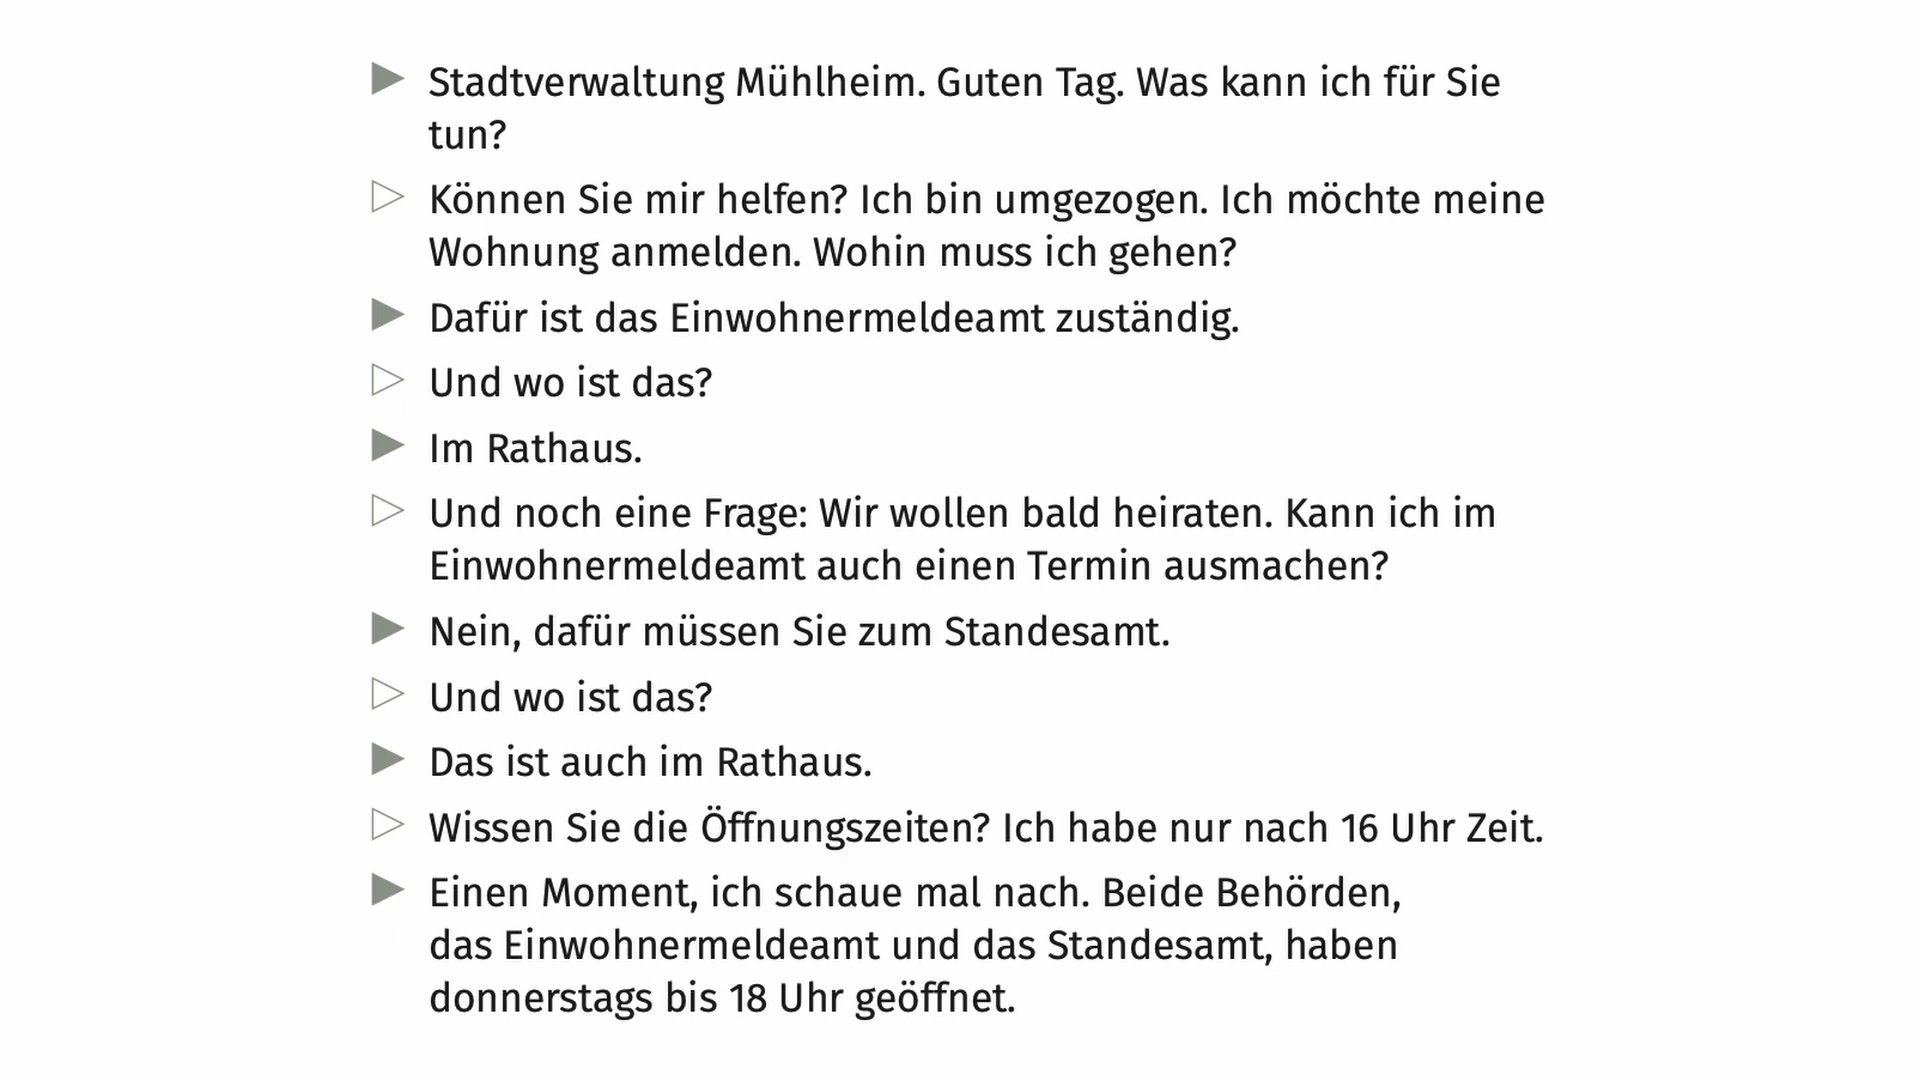 Stadtverwaltung Mühlheim. Guten Tag. Was kann ich für Sie
tun?
Können Sie mir helfen? Ich bin umgezogen. Ich möchte meine
Wohnung anmelden. Wohin muss ich gehen?
Dafür ist das Einwohnermeldeamt zuständig.
Und wo ist das?
Im Rathaus.
Und noch eine Frage: Wir wollen bald heiraten. Kann ich im
Einwohnermeldeamt auch einen Termin ausmachen?
Nein, dafür müssen Sie zum Standesamt.
Und wo ist das?
Das ist auch im Rathaus.
Wissen Sie die Öffnungszeiten? Ich habe nur nach 16 Uhr Zeit.
Einen Moment, ich schaue mal nach. Beide Behörden,
das Einwohnermeldeamt und das Standesamt, haben
donnerstags bis 18 Uhr geöffnet.